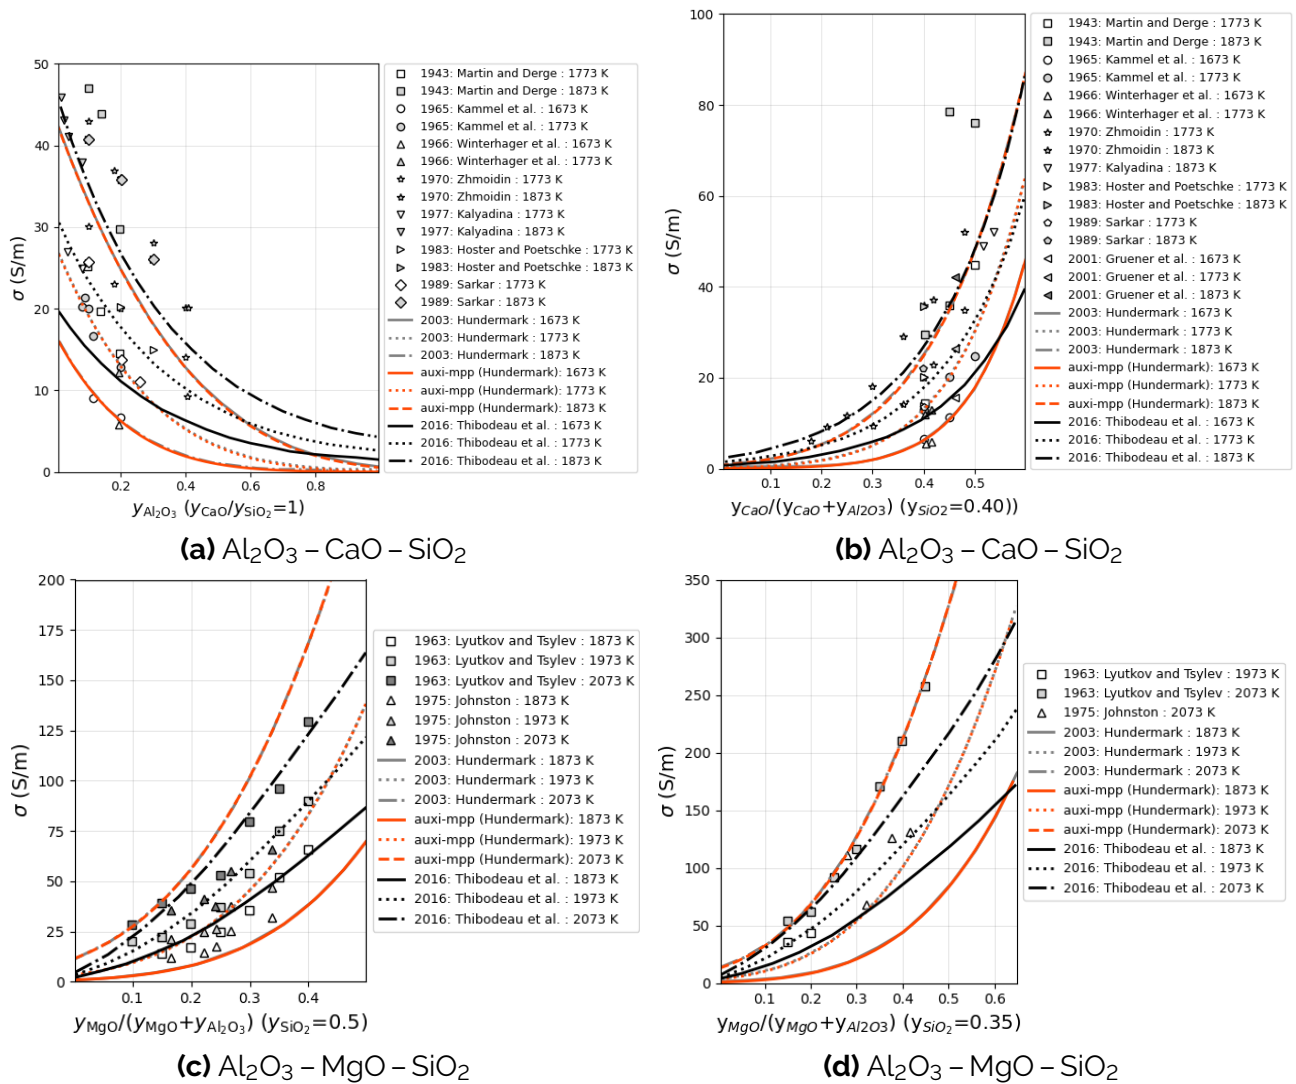 50
40
30
20
10
0
0.2
0.4
0.6
0.8
σ (S/m)
y_Al₂O₃ (y_CaO/y_SiO₂=1)
1943: Martin and Derge : 1773 K
1943: Martin and Derge : 1873 K
1965: Kammel et al. : 1673 K
1965: Kammel et al. : 1773 K
1966: Winterhager et al. : 1673 K
1966: Winterhager et al. : 1773 K
1970: Zhmoidin : 1773 K
1970: Zhmoidin : 1873 K
1977: Kalyadina : 1773 K
1977: Kalyadina : 1873 K
1983: Hoster and Poetschke : 1773 K
1983: Hoster and Poetschke : 1873 K
1989: Sarkar : 1773 K
1989: Sarkar : 1873 K
2003: Hundermark : 1673 K
2003: Hundermark : 1773 K
2003: Hundermark : 1873 K
auxi-mpp (Hundermark): 1673 K
auxi-mpp (Hundermark): 1773 K
auxi-mpp (Hundermark): 1873 K
2016: Thibodeau et al. : 1673 K
2016: Thibodeau et al. : 1773 K
2016: Thibodeau et al. : 1873 K
(a) Al₂O₃ – CaO – SiO₂
100
80
60
40
20
0
0.1
0.2
0.3
0.4
0.5
σ (S/m)
y_CaO/(y_CaO+y_Al2O3) (y_SiO2=0.40))
1943: Martin and Derge : 1773 K
1943: Martin and Derge : 1873 K
1965: Kammel et al. : 1673 K
1965: Kammel et al. : 1773 K
1966: Winterhager et al. : 1673 K
1966: Winterhager et al. : 1773 K
1970: Zhmoidin : 1773 K
1970: Zhmoidin : 1873 K
1977: Kalyadina : 1873 K
1983: Hoster and Poetschke : 1773 K
1983: Hoster and Poetschke : 1873 K
1989: Sarkar : 1773 K
1989: Sarkar : 1873 K
2001: Gruener et al. : 1673 K
2001: Gruener et al. : 1773 K
2001: Gruener et al. : 1873 K
2003: Hundermark : 1673 K
2003: Hundermark : 1773 K
2003: Hundermark : 1873 K
auxi-mpp (Hundermark): 1673 K
auxi-mpp (Hundermark): 1773 K
auxi-mpp (Hundermark): 1873 K
2016: Thibodeau et al. : 1673 K
2016: Thibodeau et al. : 1773 K
2016: Thibodeau et al. : 1873 K
(b) Al₂O₃ – CaO – SiO₂
200
175
150
125
100
75
50
25
0
0.1
0.2
0.3
0.4
σ (S/m)
y_MgO/(y_MgO+y_Al₂O₃) (y_SiO₂=0.5)
1963: Lyutkov and Tsylev : 1873 K
1963: Lyutkov and Tsylev : 1973 K
1963: Lyutkov and Tsylev : 2073 K
1975: Johnston : 1873 K
1975: Johnston : 1973 K
1975: Johnston : 2073 K
2003: Hundermark : 1873 K
2003: Hundermark : 1973 K
2003: Hundermark : 2073 K
auxi-mpp (Hundermark): 1873 K
auxi-mpp (Hundermark): 1973 K
auxi-mpp (Hundermark): 2073 K
2016: Thibodeau et al. : 1873 K
2016: Thibodeau et al. : 1973 K
2016: Thibodeau et al. : 2073 K
(c) Al₂O₃ – MgO – SiO₂
350
300
250
200
150
100
50
0
0.1
0.2
0.3
0.4
0.5
0.6
σ (S/m)
y_MgO/(y_MgO+y_Al2O3) (y_SiO₂=0.35)
1963: Lyutkov and Tsylev : 1973 K
1963: Lyutkov and Tsylev : 2073 K
1975: Johnston : 2073 K
2003: Hundermark : 1873 K
2003: Hundermark : 1973 K
2003: Hundermark : 2073 K
auxi-mpp (Hundermark): 1873 K
auxi-mpp (Hundermark): 1973 K
auxi-mpp (Hundermark): 2073 K
2016: Thibodeau et al. : 1873 K
2016: Thibodeau et al. : 1973 K
2016: Thibodeau et al. : 2073 K
(d) Al₂O₃ – MgO – SiO₂